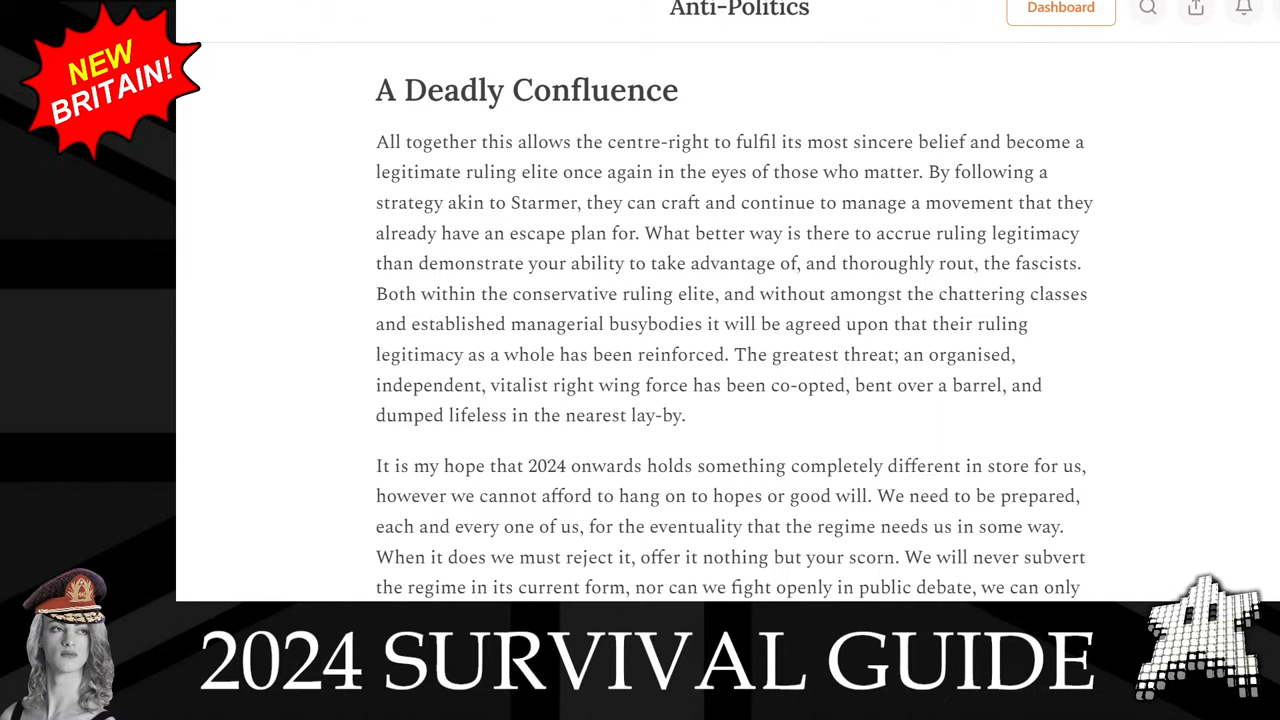 Anti-Politics
Dashboard
NEW
BRITAIN!
A Deadly Confluence
All together this allows the centre-right to fulfil its most sincere belief and become a
legitimate ruling elite once again in the eyes of those who matter. By following a
strategy akin to Starmer, they can craft and continue to manage a movement that they
already have an escape plan for. What better way is there to accrue ruling legitimacy
than demonstrate your ability to take advantage of, and thoroughly rout, the fascists.
Both within the conservative ruling elite, and without amongst the chattering classes
and established managerial busybodies it will be agreed upon that their ruling
legitimacy as a whole has been reinforced. The greatest threat; an organised,
independent, vitalist right wing force has been co-opted, bent over a barrel, and
dumped lifeless in the nearest lay-by.
It is my hope that 2024 onwards holds something completely different in store for us,
however we cannot afford to hang on to hopes or good will. We need to be prepared,
each and every one of us, for the eventuality that the regime needs us in some way.
When it does we must reject it, offer it nothing but your scorn. We will never subvert
the regime in its current form, nor can we fight openly in public debate, we can only
2024 SURVIVAL GUIDE